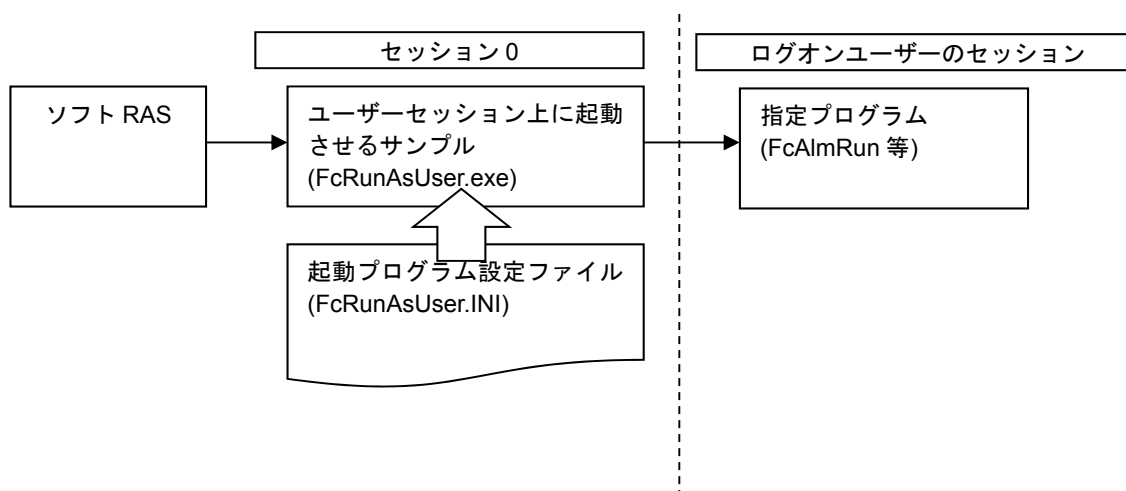 セッション 0
ログオンユーザーのセッション
ソフト RAS
ユーザーセッション上に起動
させるサンプル
(FcRunAsUser.exe)
指定プログラム
(FcAlmRun 等)
起動プログラム設定ファイル
(FcRunAsUser.INI)